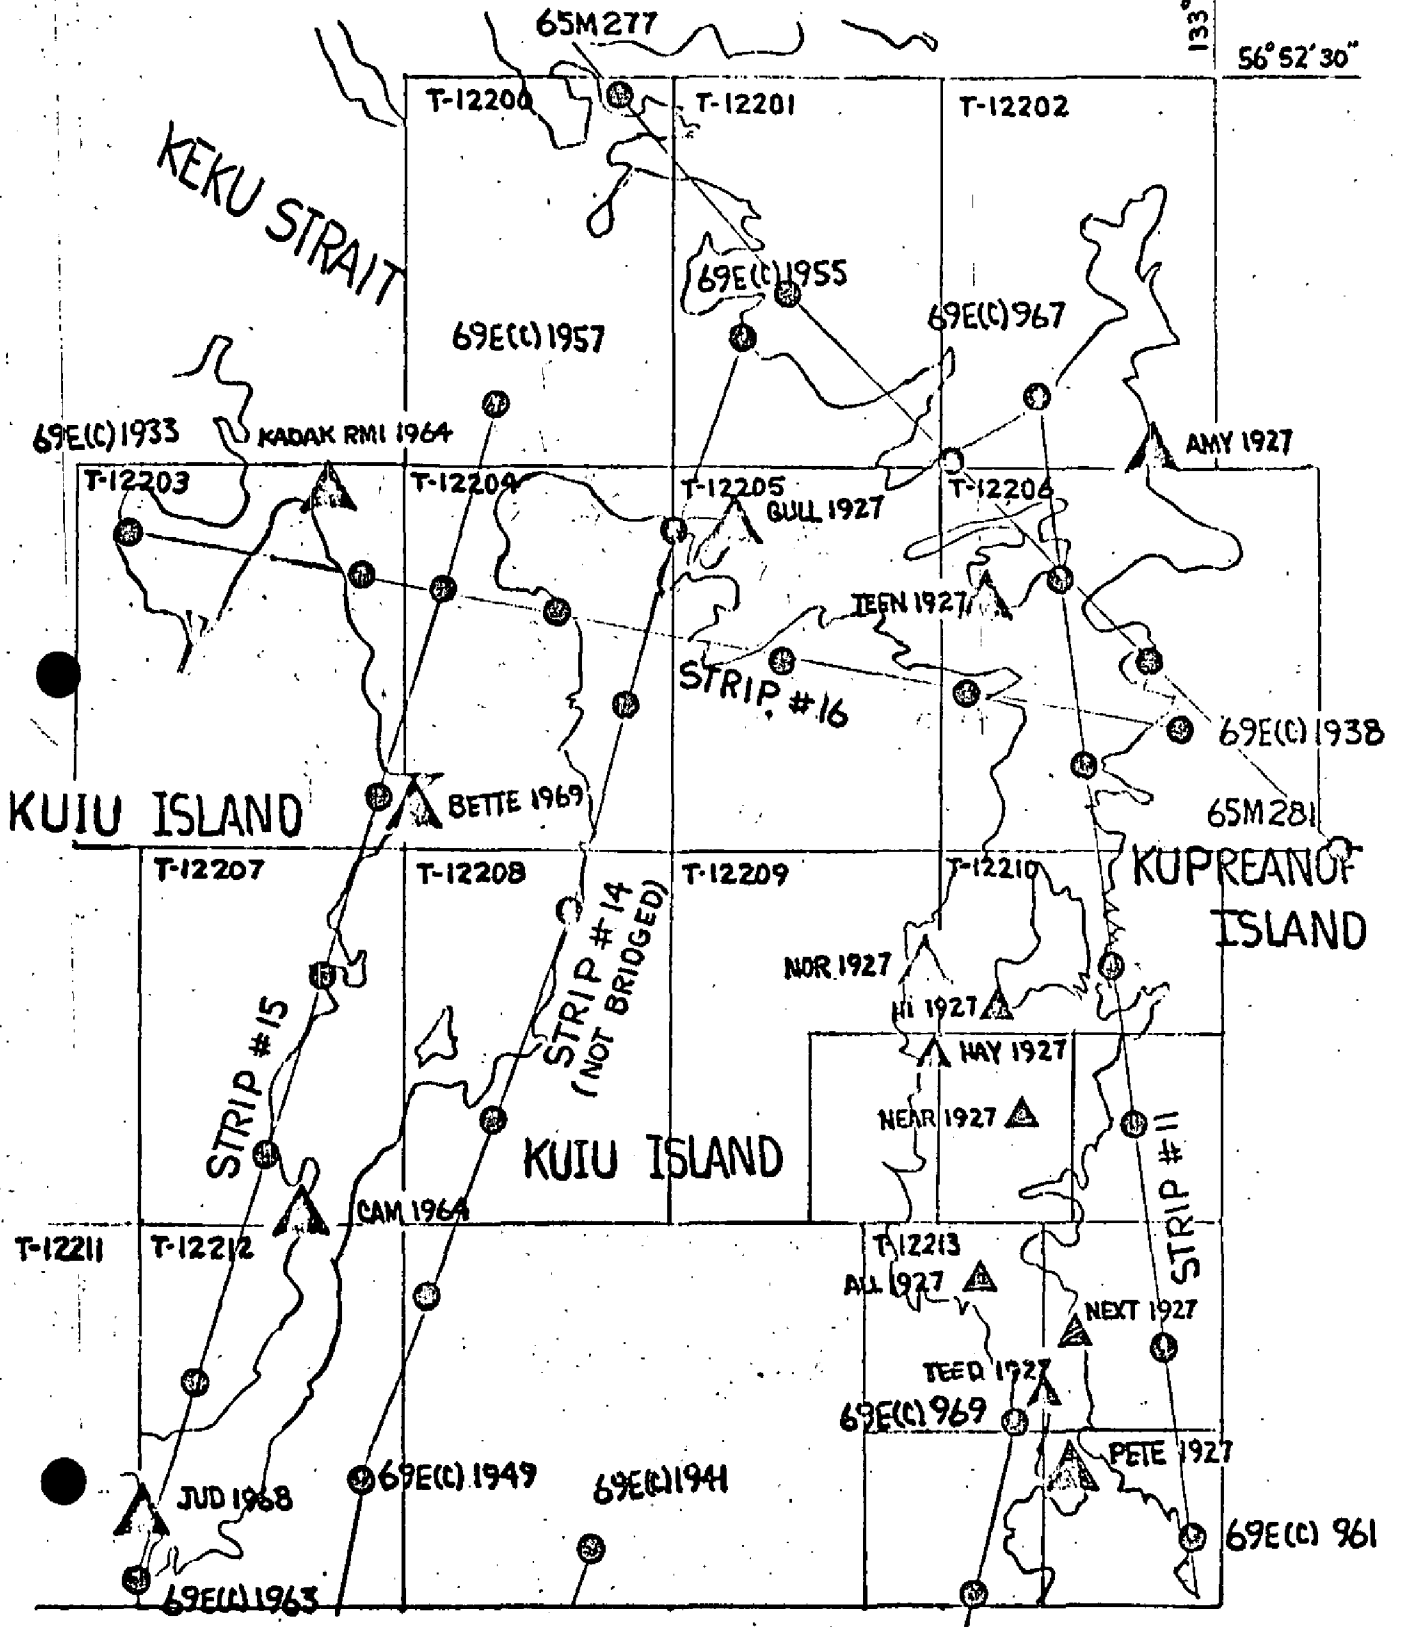 65M277
133°
56°52'30"
T-12200
T-12201
T-12202
KEKU STRAIT
69E(C)1955
69E(C)967
69E(C)1957
69E(C)1933
KADAK RM1 1964
AMY 1927
T-12203
T-12204
T-12205
T-12206
GULL 1927
TEEN 1927
STRIP #16
69E(C)1938
KUIU ISLAND
BETTE 1969
65M281
T-12207
T-12208
T-12209
T-12210
KUPREANOF
ISLAND
STRIP #14
(NOT BRIDGED)
NOR 1927
HI 1927
STRIP #15
HAY 1927
NEAR 1927
KUIU ISLAND
STRIP #11
CAM 1964
T-12211
T-12212
T-12213
ALL 1927
NEXT 1927
TEED 1927
69E(C)969
PETE 1927
69E(C)1949
69E(C)1941
JUD 1968
69E(C) 961
69E(C)1963